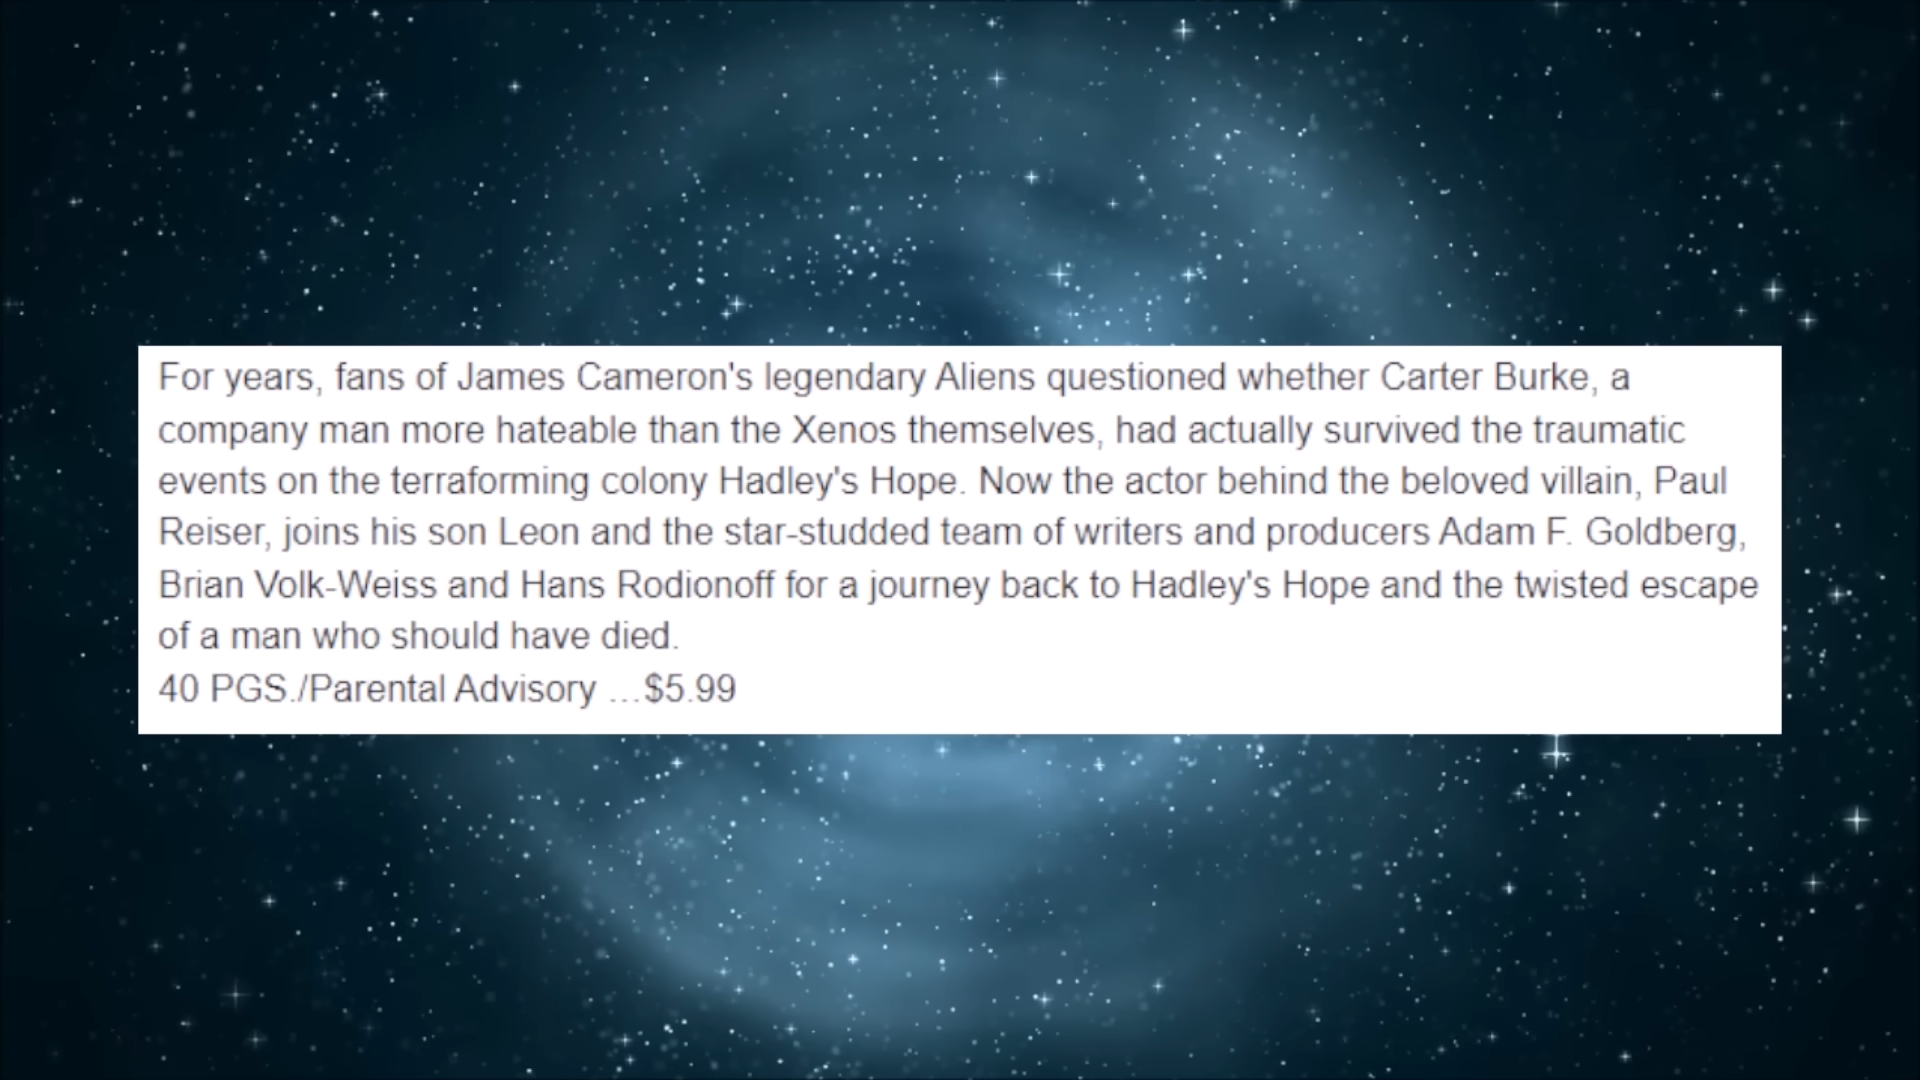 For years, fans of James Cameron's legendary Aliens questioned whether Carter Burke, a
company man more hateable than the Xenos themselves, had actually survived the traumatic
events on the terraforming colony Hadley's Hope. Now the actor behind the beloved villain, Paul
Reiser, joins his son Leon and the star-studded team of writers and producers Adam F. Goldberg,
Brian Volk-Weiss and Hans Rodionoff for a journey back to Hadley's Hope and the twisted escape
of a man who should have died.
40 PGS./Parental Advisory ...$5.99